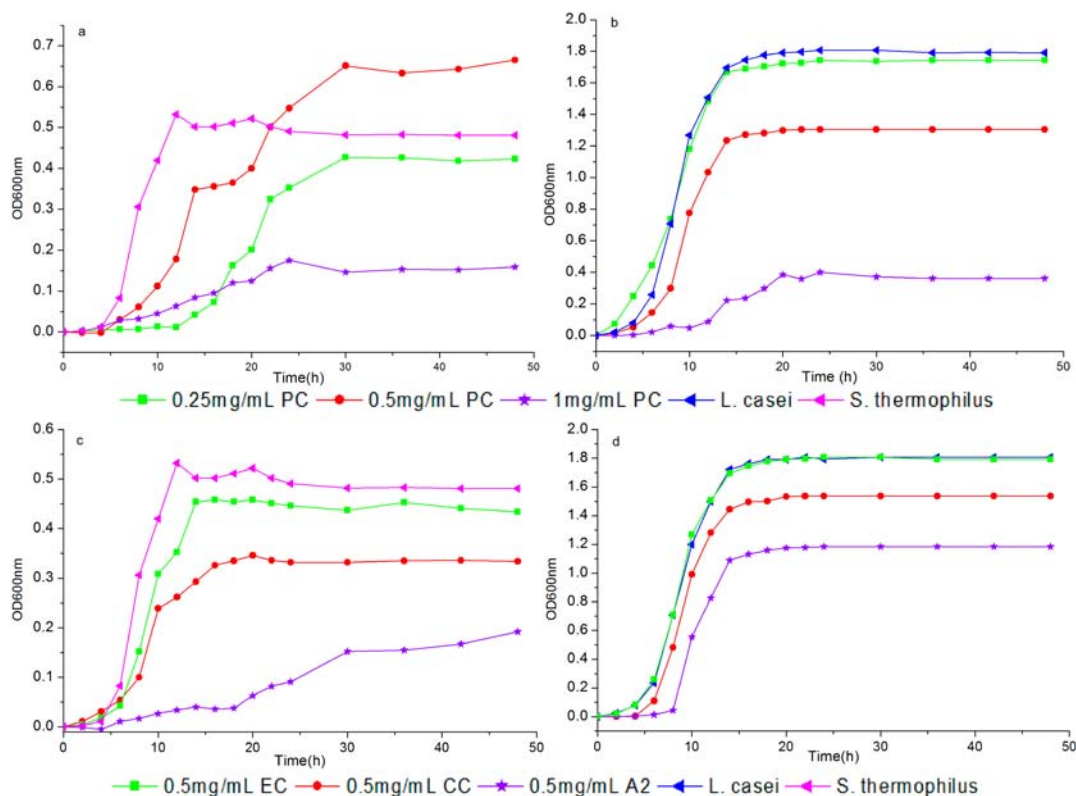 a
0.7
0.6
0.5
0.4
0.3
0.2
0.1
0.0
OD600nm
0 10 20 30 40 50
Time(h)
b
2.0
1.8
1.6
1.4
1.2
1.0
0.8
0.6
0.4
0.2
0.0
OD600nm
0 10 20 30 40 50
Time (h)
0.25mg/mL PC 0.5mg/mL PC 1mg/mL PC L. casei S. thermophilus
c
0.6
0.5
0.4
0.3
0.2
0.1
0.0
OD600nm
0 10 20 30 40 50
Time(h)
d
2.0
1.8
1.6
1.4
1.2
1.0
0.8
0.6
0.4
0.2
0.0
OD600nm
0 10 20 30 40 50
Time(h)
0.5mg/mL EC 0.5mg/mL CC 0.5mg/mL A2 L. casei S. thermophilus